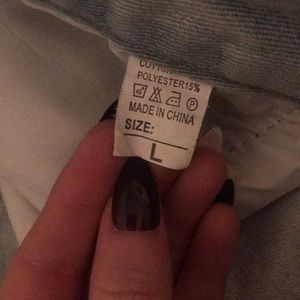 COTTON
POLYESTER15%
MADE IN CHINA
SIZE:
L